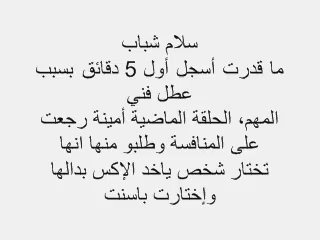 سلام شباب
ما قدرت أسجل أول 5 دقائق بسبب
عطل فني
المهم، الحلقة الماضية أمينة رجعت
على المنافسة وطلبو منها انها
تختار شخص ياخد الإكس بدالها
وإختارت باسنت